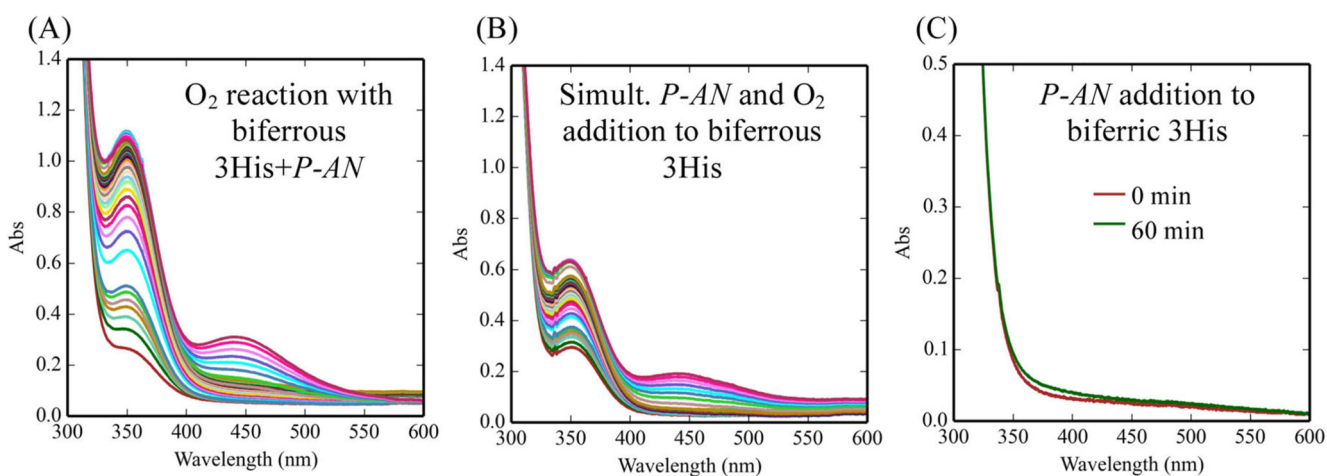 (A)
O₂ reaction with
biferrous
3His+P-AN
1.4
1.2
1.0
0.8
0.6
0.4
0.2
0.0
Abs
300 350 400 450 500 550 600
Wavelength (nm)
(B)
Simult. P-AN and O₂
addition to biferrous
3His
1.4
1.2
1.0
0.8
0.6
0.4
0.2
0.0
Abs
300 350 400 450 500 550 600
Wavelength (nm)
(C)
P-AN addition to
biferric 3His
0 min
60 min
0.5
0.4
0.3
0.2
0.1
0.0
Abs
300 350 400 450 500 550 600
Wavelength (nm)